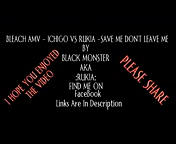 BLEACH AMV - ICHIGO VS RUKIA -SAVE ME DONT LEAVE ME
BY
BLACK MONSTER
AKA
:RUKIA:
FIND ME ON
FaceBook
Links Are In Description
I HOPE YOU ENJOYED
THE VIDEO
PLEASE SHARE